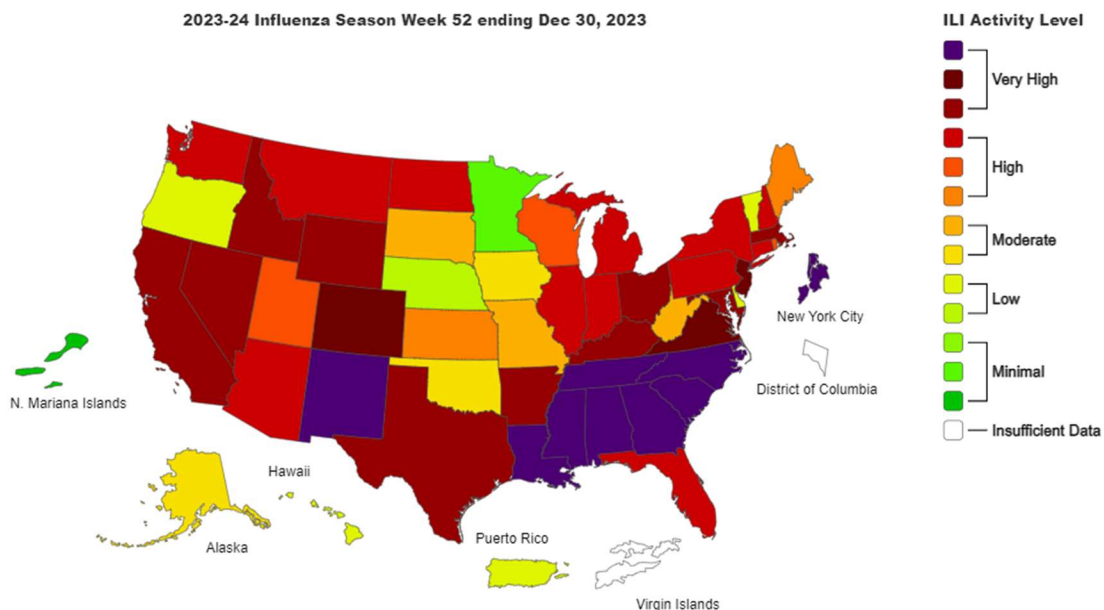 2023-24 Influenza Season Week 52 ending Dec 30, 2023
ILI Activity Level
Very High
High
Moderate
Low
Minimal
Insufficient Data
New York City
District of Columbia
N. Mariana Islands
Hawaii
Alaska
Puerto Rico
Virgin Islands